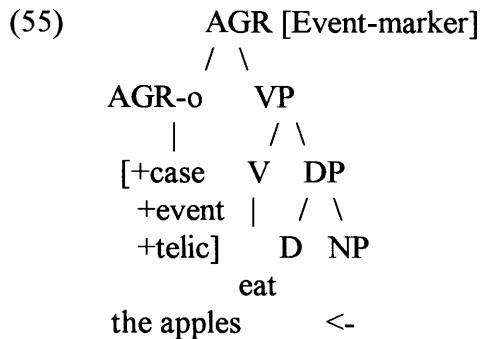 (55) AGR [Event-marker]
/ \
AGR-o VP
| / \
[+case V DP
+event | / \
+telic] D NP
eat
the apples <-